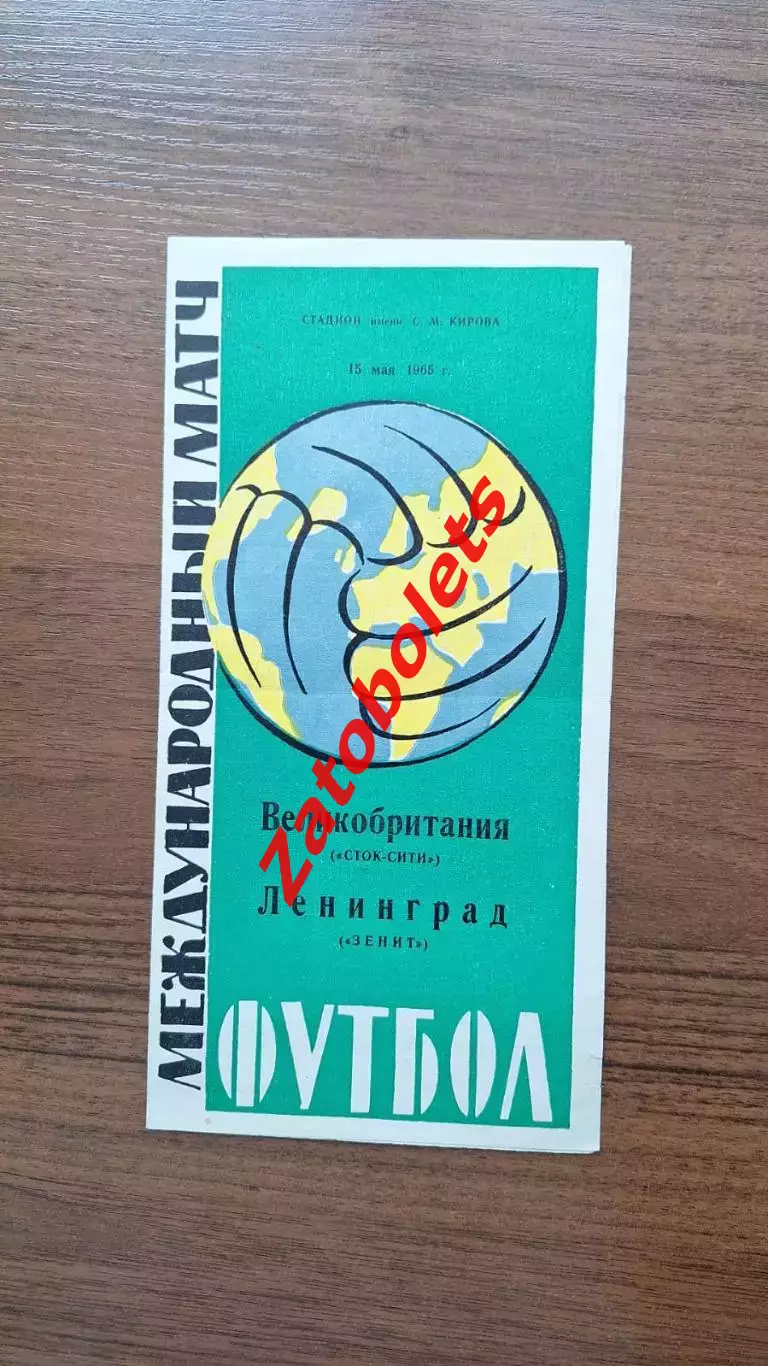 МЕЖДУНАРОДНЫЙ МАТЧ
СТАДИОН имени С. М. КИРОВА
15 мая 1965 г.
Zatobolets
Великобритания
(«СТОК-СИТИ»)
Ленинград
(«ЗЕНИТ»)
ФУТБОЛ